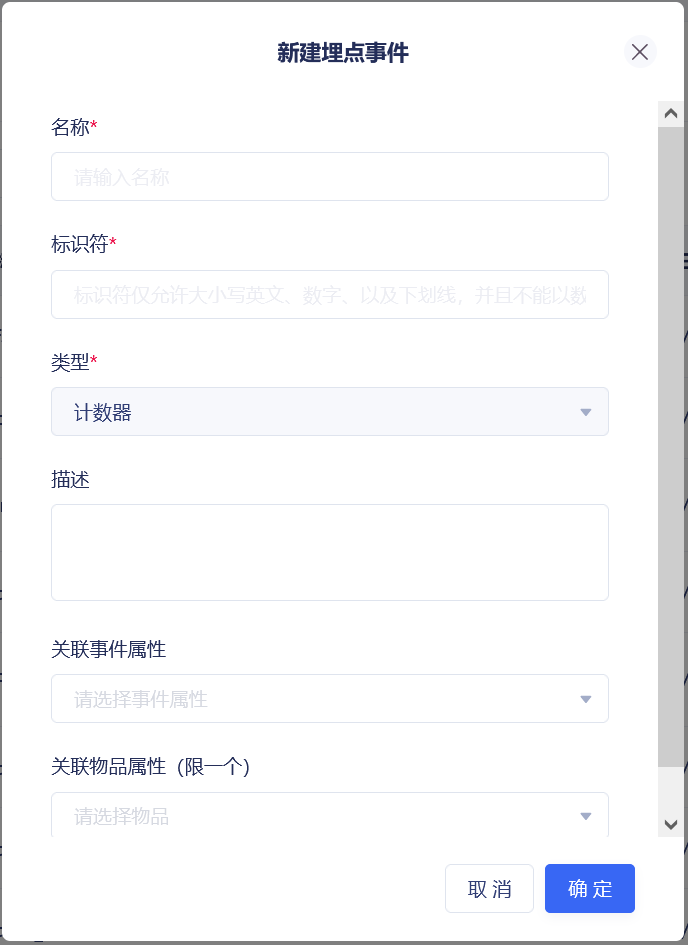 新建埋点事件
名称*
请输入名称
标识符*
标识符仅允许大小写英文、数字、以及下划线，并且不能以数
类型*
计数器
描述
关联事件属性
请选择事件属性
关联物品属性（限一个）
请选择物品
取 消
确 定